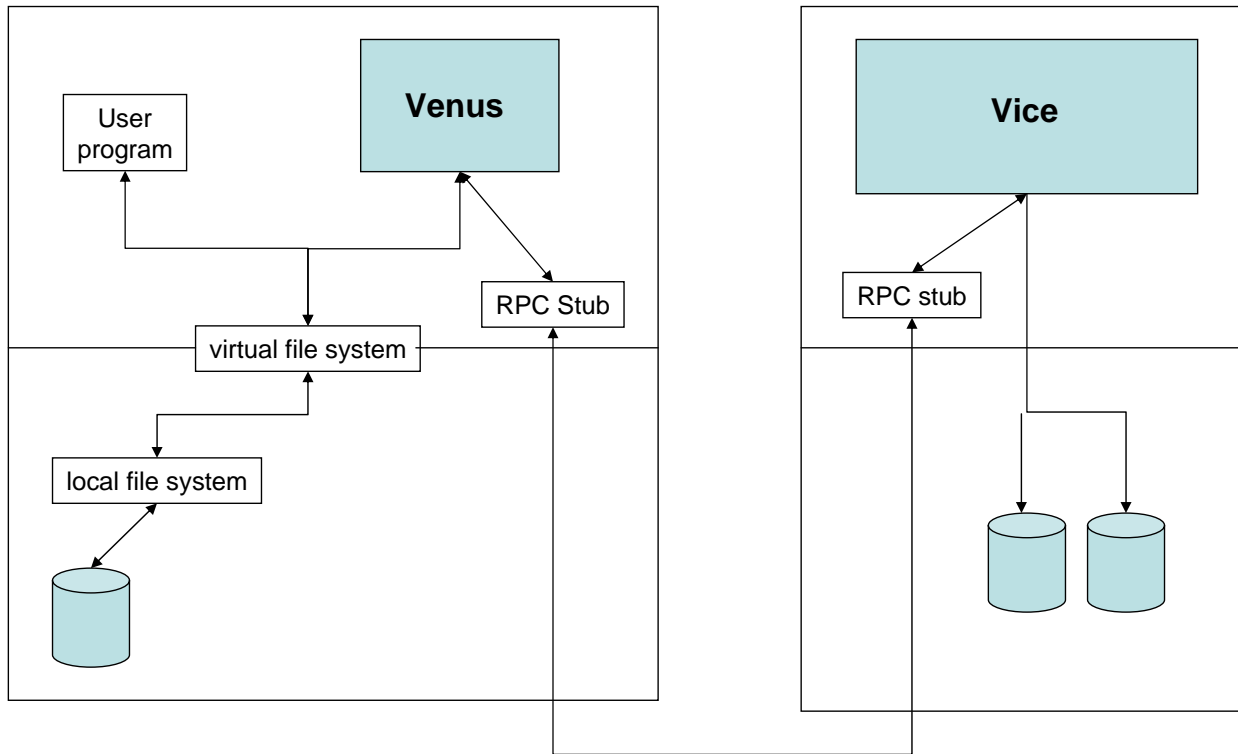 Venus
Vice
User
program
RPC Stub
RPC stub
virtual file system
local file system